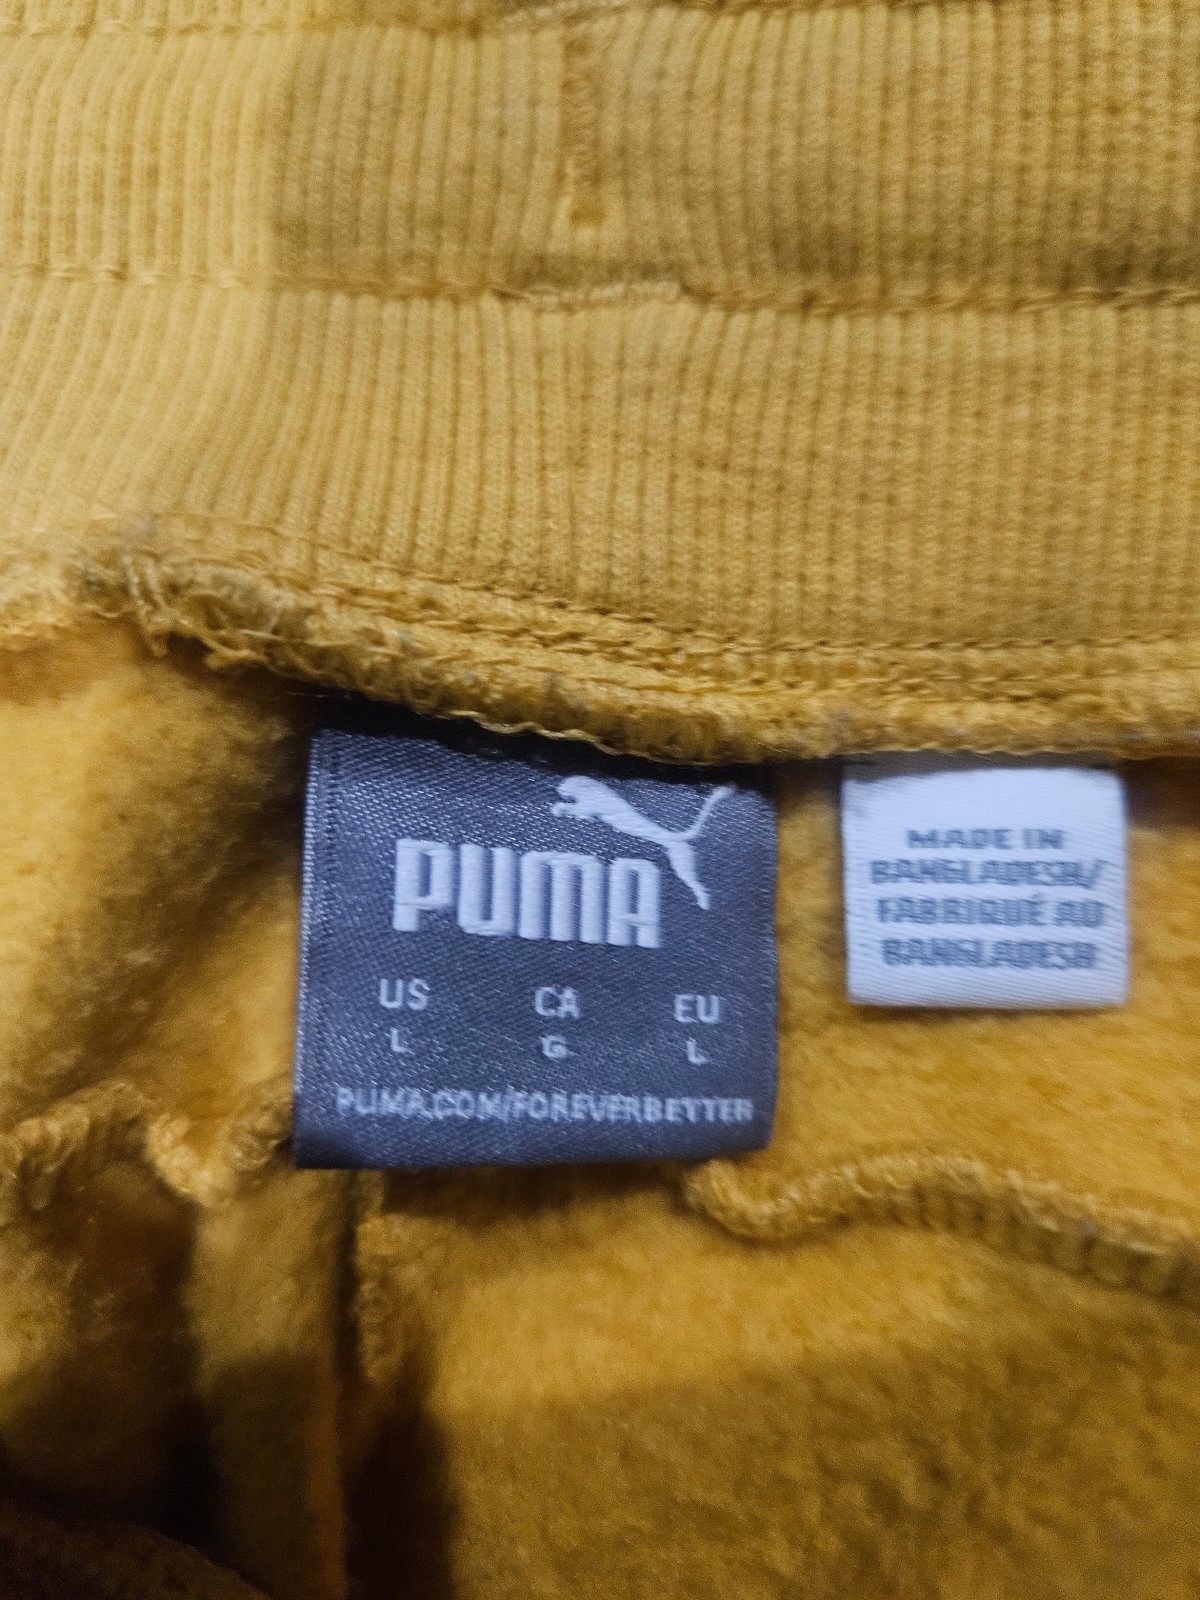 PUMA
US CA EU
L G L
PUMA.COM/FOREVERBETTER
MADE IN
BANGLADESH/
FABRIQUÉ AU
BANGLADESH